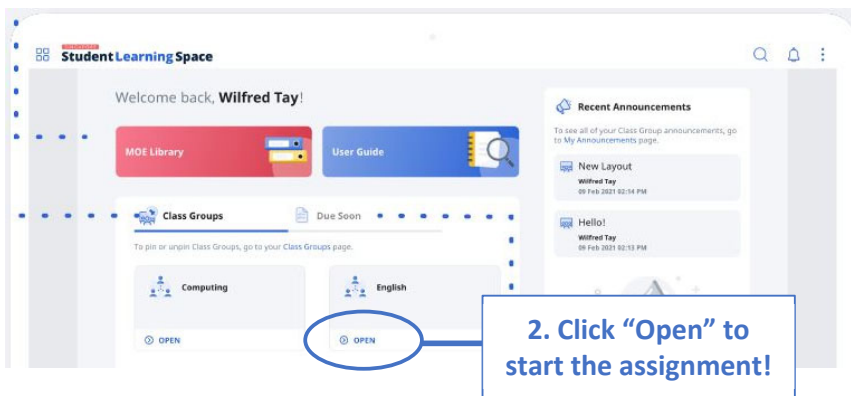 SINGAPORE
Student Learning Space
Welcome back, Wilfred Tay!
MOE Library
User Guide
Class Groups
Due Soon
To pin or unpin Class Groups, go to your Class Groups page.
Computing
English
OPEN
OPEN
Recent Announcements
To see all of your Class Group announcements, go
to My Announcements page.
New Layout
Wilfred Tay
09 Feb 2021 02:14 PM
Hello!
Wilfred Tay
09 Feb 2021 02:13 PM
2. Click “Open” to
start the assignment!